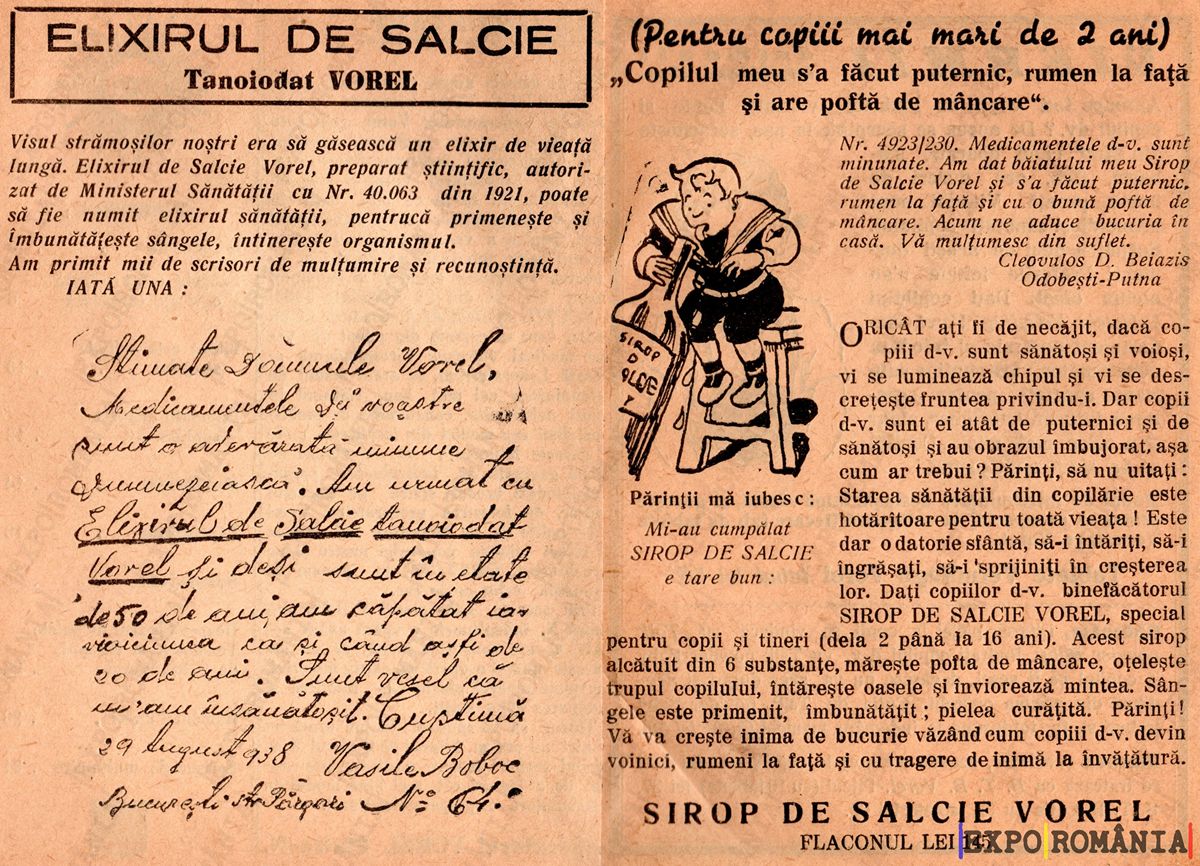 ELIXIRUL DE SALCIE
Tanoiodat VOREL
Visul strămoșilor noștri era să găsească un elixir de vieață
lungă. Elixirul de Salcie Vorel, preparat științific, autori-
zat de Ministerul Sănătății cu Nr. 40.063 din 1921, poate
să fie numit elixirul sănătății, pentrucă primenește și
îmbunătățește sângele, întinerește organismul.
Am primit mii de scrisori de mulțumire și recunoștință.
IATĂ UNA :
Stimate Domnule Vorel,
Medicamentele Dv voastre
sunt o adevărată minune
dumnezeiască. Am urmat cu
Elixirul de Salcie tanoiodat
Vorel și deși sunt în etate
de 50 de ani, am căpătat ia
vioiciunea ca și când aș fi de
20 de ani. Sunt vesel că
m'am însănătoșit. Cu stimă
29 August 938 Vasile Boboc
București str. Pârgari No 64.
(Pentru copiii mai mari de 2 ani)
„Copilul meu s'a făcut puternic, rumen la față
și are poftă de mâncare“.
Nr. 4923/230. Medicamentele d-v. sunt
minunate. Am dat băiatului meu Sirop
de Salcie Vorel și s'a făcut puternic,
rumen la față și cu o bună poftă de
mâncare. Acum ne aduce bucuria în
casă. Vă mulțumesc din suflet.
Cleovulos D. Beiazis
Odobești-Putna
SIROP
D
ALCIE
Părinții mă iubesc :
Mi-au cumpălat
SIROP DE SALCIE
e tare bun :
ORICÂT ați fi de necăjit, dacă co-
piii d-v. sunt sănătoși și voioși,
vi se luminează chipul și vi se des-
crețește fruntea privindu-i. Dar copii
d-v. sunt ei atât de puternici și de
sănătoși și au obrazul îmbujorat, așa
cum ar trebui ? Părinți, să nu uitați :
Starea sănătății din copilărie este
hotărîtoare pentru toată vieața ! Este
dar o datorie sfântă, să-i întăriți, să-i
îngrășați, să-i 'sprijiniți în creșterea
lor. Dați copiilor d-v. binefăcătorul
SIROP DE SALCIE VOREL, special
pentru copii și tineri (dela 2 până la 16 ani). Acest sirop
alcătuit din 6 substanțe, mărește pofta de mâncare, oțelește
trupul copilului, întărește oasele și înviorează mintea. Sân-
gele este primenit, îmbunătățit ; pielea curățită. Părinți!
Vă va crește inima de bucurie văzând cum copiii d-v. devin
voinici, rumeni la față și cu tragere de inimă la învățătură.
SIROP DE SALCIE VOREL
FLACONUL LEI 145
EXPO ROMÂNIA